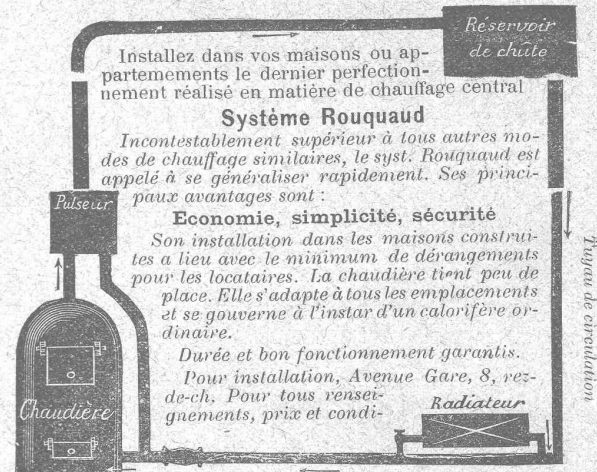 Réservoir
de chûte
Installez dans vos maisons ou ap-
partemements le dernier perfection-
nement réalisé en matière de chauffage central
Système Rouquaud
Incontestablement supérieur à tous autres mo-
des de chauffage similaires, le syst. Rouquaud est
appelé à se généraliser rapidement. Ses princi-
paux avantages sont :
Pulseur
Economie, simplicité, sécurité
Son installation dans les maisons construi-
tes a lieu avec le minimum de dérangements
pour les locataires. La chaudière tient peu de
place. Elle s'adapte à tous les emplacements
et se gouverne à l'instar d'un calorifère or-
dinaire.
Tuyau de circulation
Durée et bon fonctionnement garantis.
Pour installation, Avenue Gare, 8, rez-
de-ch. Pour tous rensei-
gnements, prix et condi-
Radiateur
Chaudière